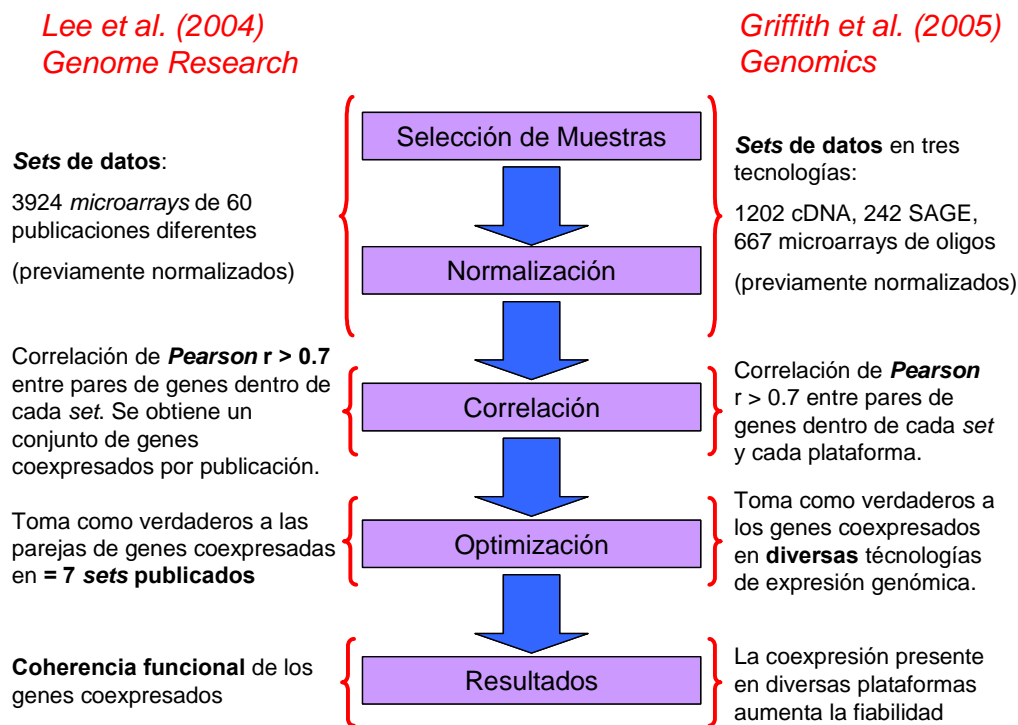 Lee et al. (2004)
Genome Research
Griffith et al. (2005)
Genomics
Selección de Muestras
Sets de datos:
3924 microarrays de 60
publicaciones diferentes
(previamente normalizados)
Sets de datos en tres
tecnologías:
1202 cDNA, 242 SAGE,
667 microarrays de oligos
(previamente normalizados)
Normalización
Correlación de Pearson r > 0.7
entre pares de genes dentro de
cada set. Se obtiene un
conjunto de genes
coexpresados por publicación.
Correlación
Correlación de Pearson
r > 0.7 entre pares de
genes dentro de cada set
y cada plataforma.
Toma como verdaderos a las
parejas de genes coexpresadas
en = 7 sets publicados
Optimización
Toma como verdaderos a
los genes coexpresados
en diversas técnologías
de expresión genómica.
Coherencia funcional de los
genes coexpresados
Resultados
La coexpresión presente
en diversas plataformas
aumenta la fiabilidad